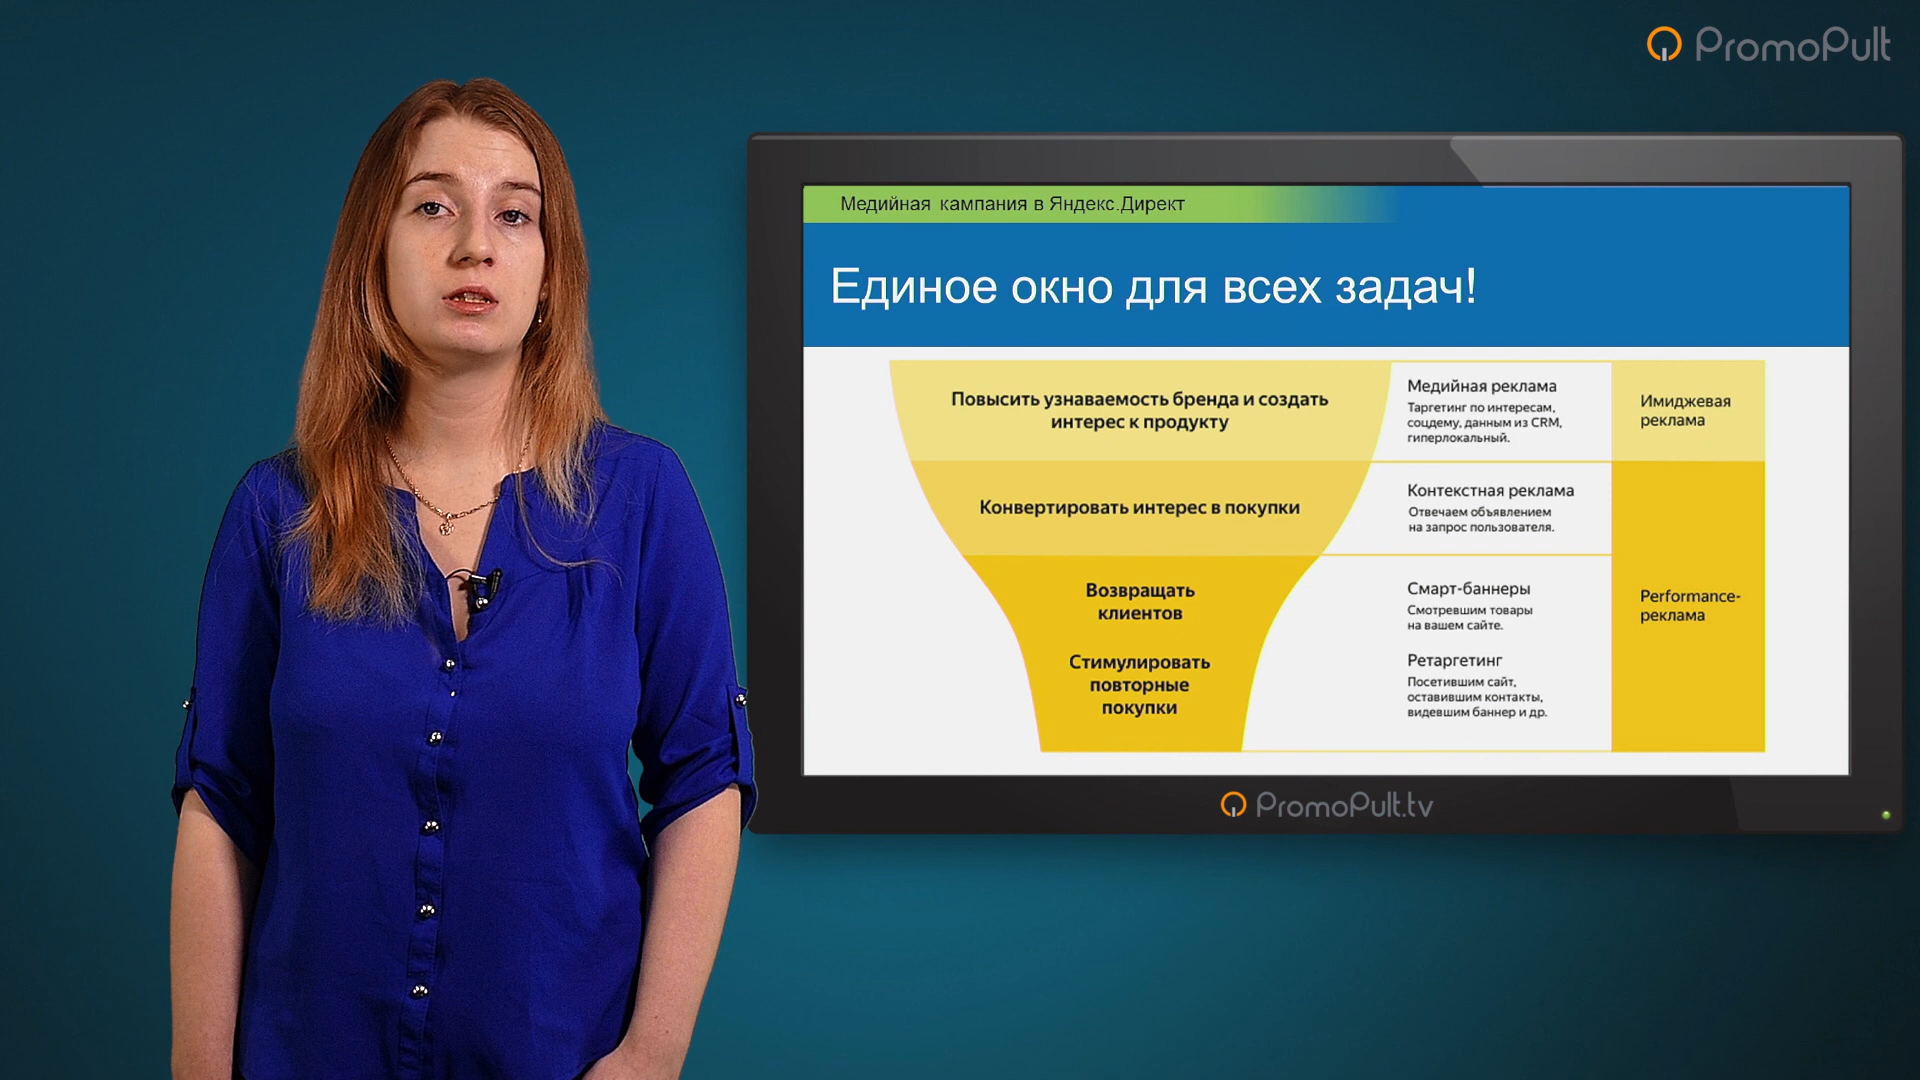 PromoPult
Медийная кампания в Яндекс.Директ
Единое окно для всех задач!
Повысить узнаваемость бренда и создать
интерес к продукту
Медийная реклама
Таргетинг по интересам,
соцдему, данным из CRM,
гиперлокальный.
Имиджевая
реклама
Конвертировать интерес в покупки
Контекстная реклама
Отвечаем объявлением
на запрос пользователя.
Возвращать
клиентов
Смарт-баннеры
Смотревшим товары
на вашем сайте.
Performance-
реклама
Стимулировать
повторные
покупки
Ретаргетинг
Посетившим сайт,
оставившим контакты,
видевшим баннер и др.
PromoPult.tv